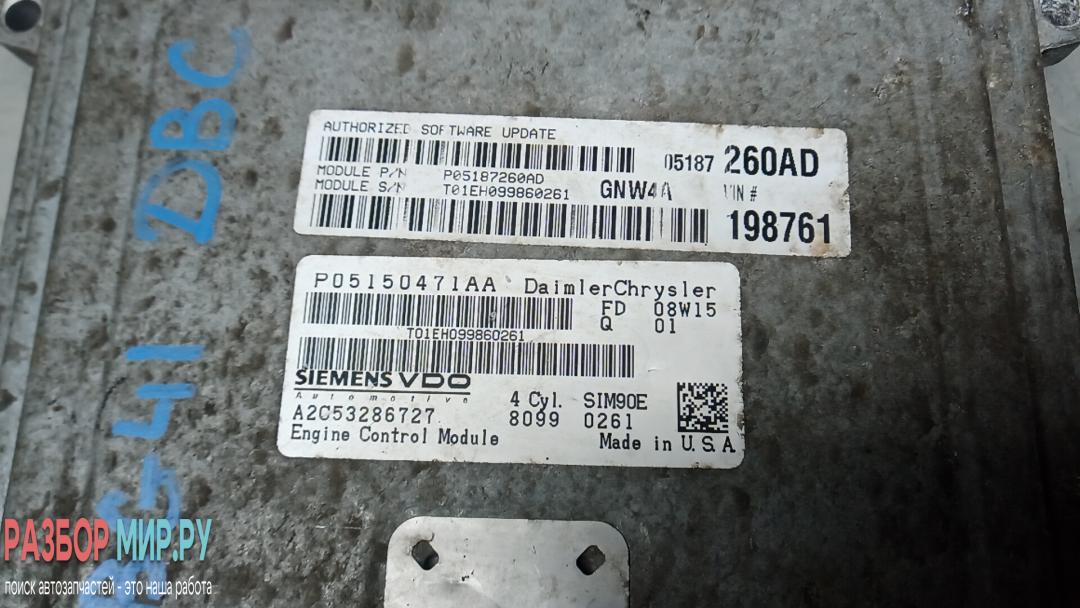 AUTHORIZED SOFTWARE UPDATE
05187 260AD
MODULE P/N P05187260AD
MODULE S/N T01EH099860261 GNW4A VIN #
198761
P05150471AA DaimlerChrysler
FD 08W15
Q 01
T01EH099860261
SIEMENS VDO
Automotive
4 Cyl. SIM90E
A2C53286727. 8099 0261
Engine Control Module Made in U.S.A
DBC
РАЗБОР МИР.РУ
поиск автозапчастей - это наша работа